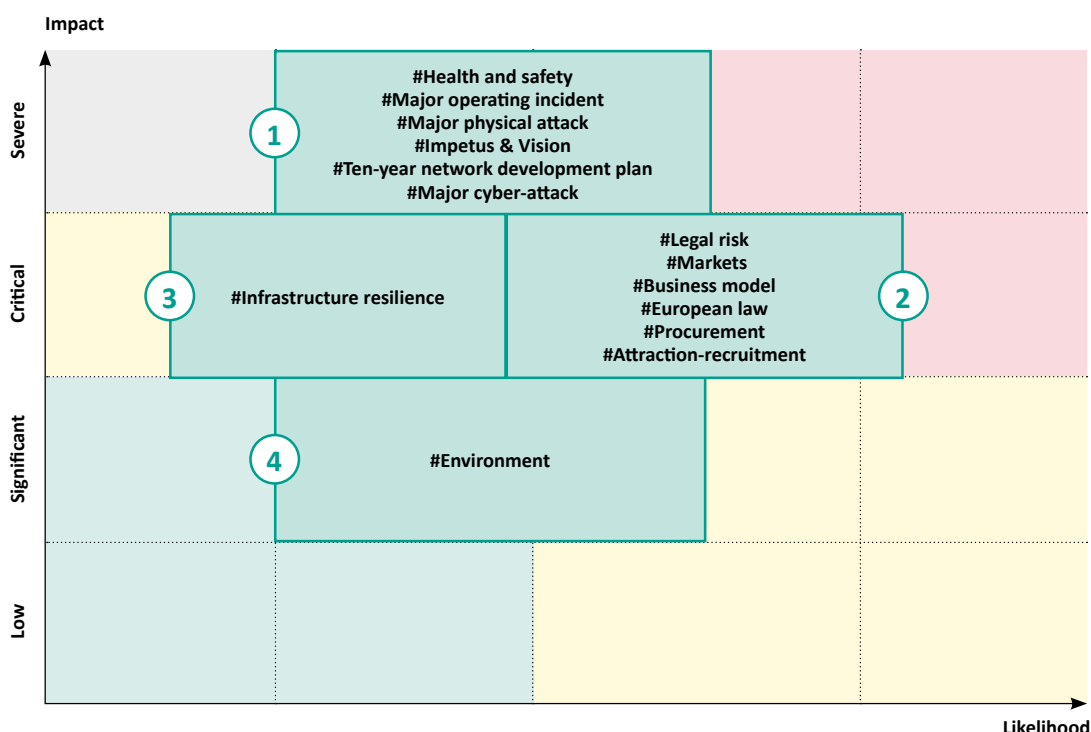 Impact
Severe
1
#Health and safety
#Major operating incident
#Major physical attack
#Impetus & Vision
#Ten-year network development plan
#Major cyber-attack
Critical
3
#Infrastructure resilience
#Legal risk
#Markets
#Business model
#European law
#Procurement
#Attraction-recruitment
2
Significant
4
#Environment
Low
Likelihood